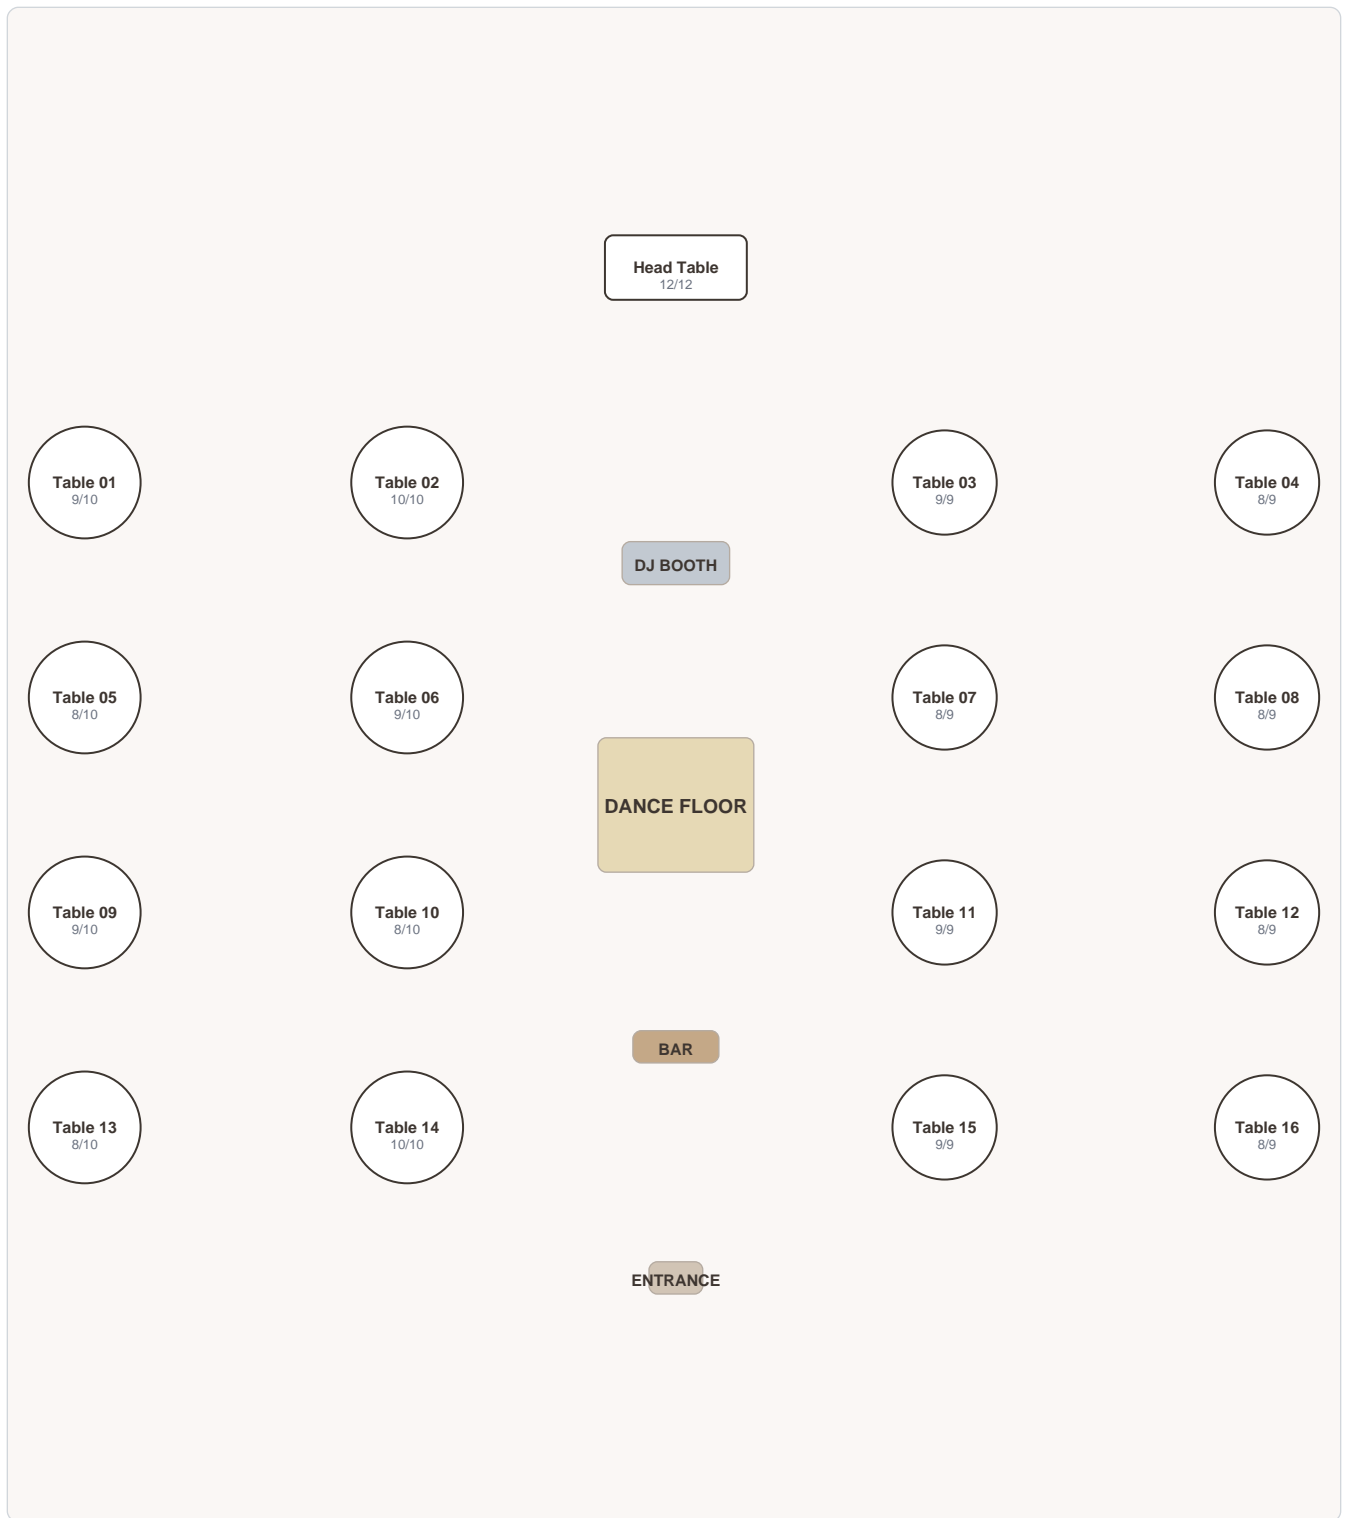 Head Table
12/12
Table 01
9/10
Table 02
10/10
Table 03
9/9
Table 04
8/9
DJ BOOTH
Table 05
8/10
Table 06
9/10
Table 07
8/9
Table 08
8/9
DANCE FLOOR
Table 09
9/10
Table 10
8/10
Table 11
9/9
Table 12
8/9
BAR
Table 13
8/10
Table 14
10/10
Table 15
9/9
Table 16
8/9
ENTRANCE